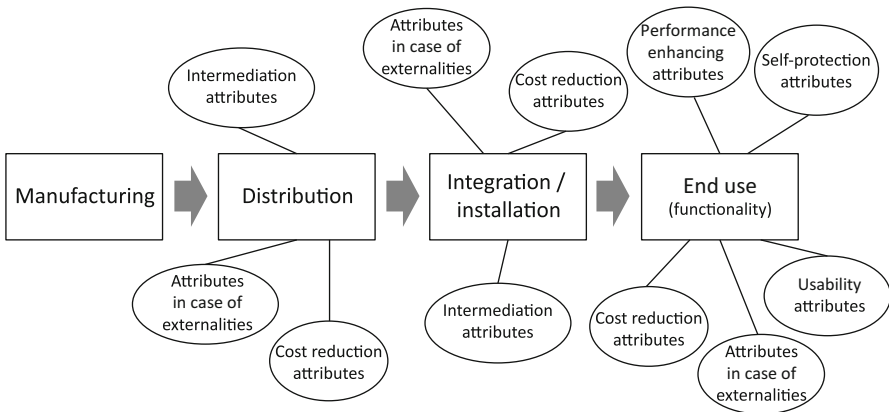 Attributes
in case of
externalities
Performance
enhancing
attributes
Self-protection
attributes
Intermediation
attributes
Cost reduction
attributes
Manufacturing
Distribution
Integration /
installation
End use
(functionality)
Attributes
in case of
externalities
Cost reduction
attributes
Intermediation
attributes
Cost reduction
attributes
Attributes
in case of
externalities
Usability
attributes